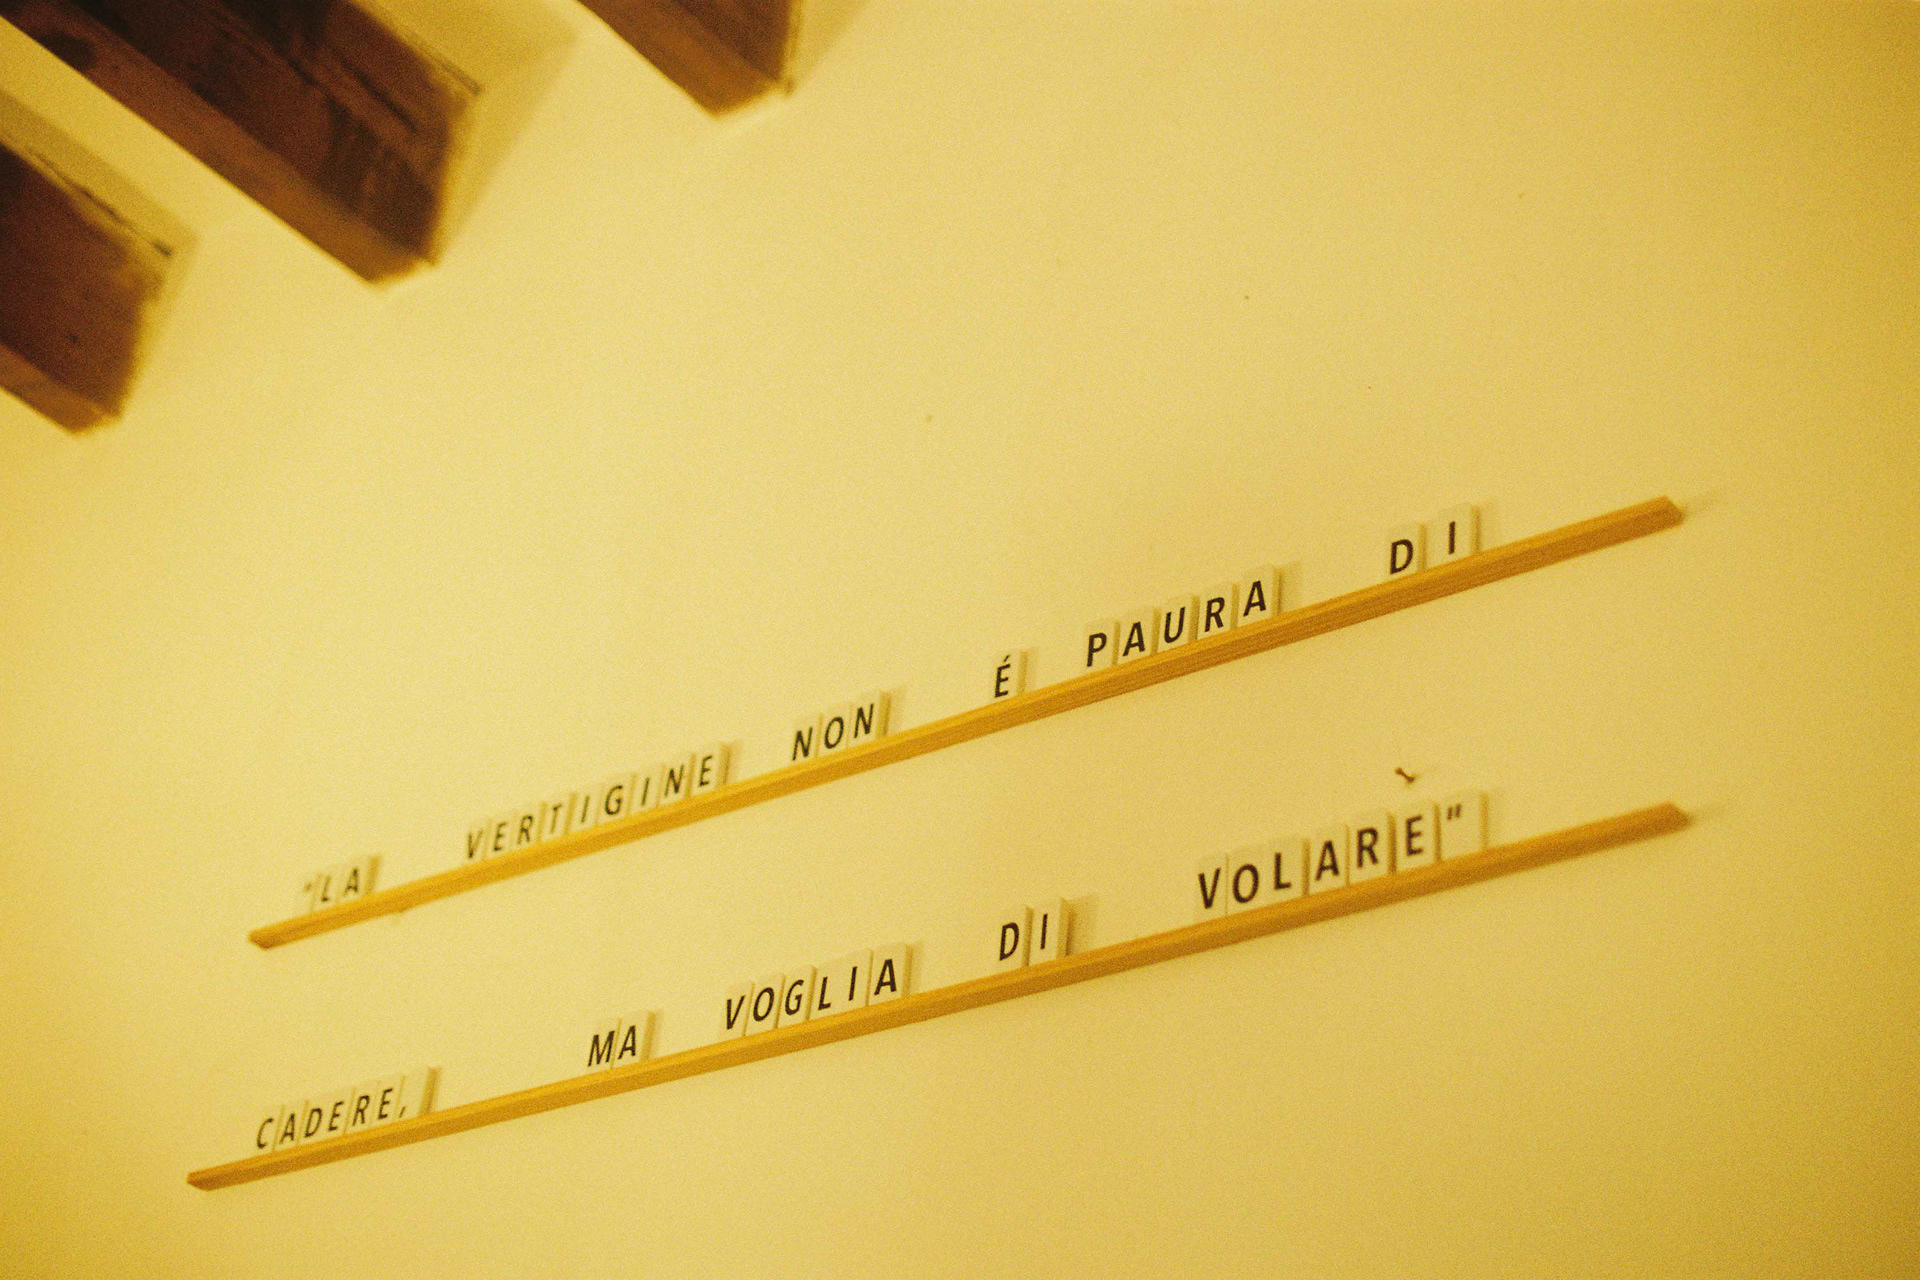 "LA VERTIGINE NON É PAURA DI
CADERE, MA VOGLIA DI VOLARE"